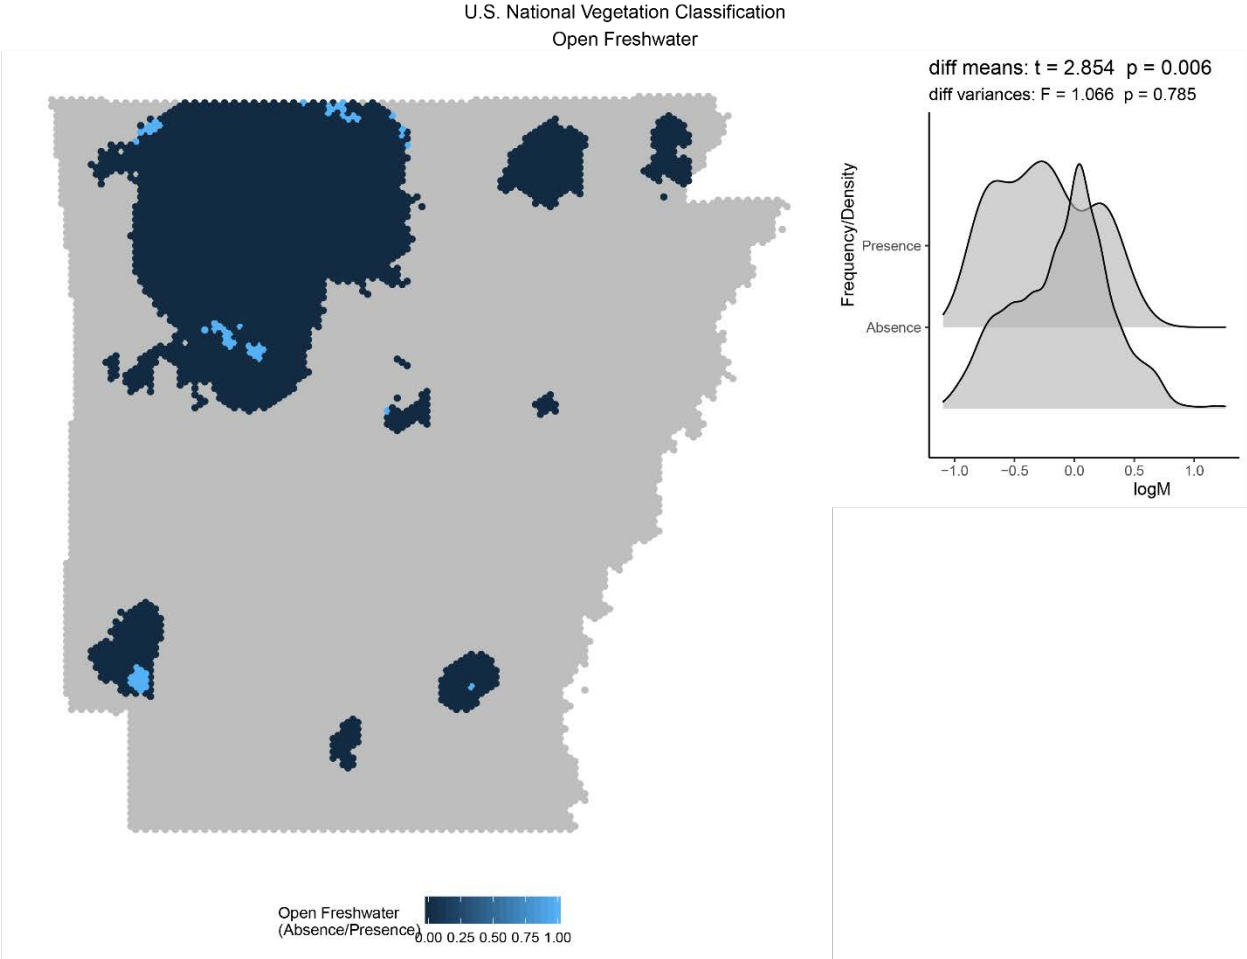 U.S. National Vegetation Classification
Open Freshwater
diff means: t = 2.854 p = 0.006
diff variances: F = 1.066 p = 0.785
Frequency/Density
Presence
Absence
−1.0 −0.5 0.0 0.5 1.0
logM
Open Freshwater
(Absence/Presence)
0.00 0.25 0.50 0.75 1.00